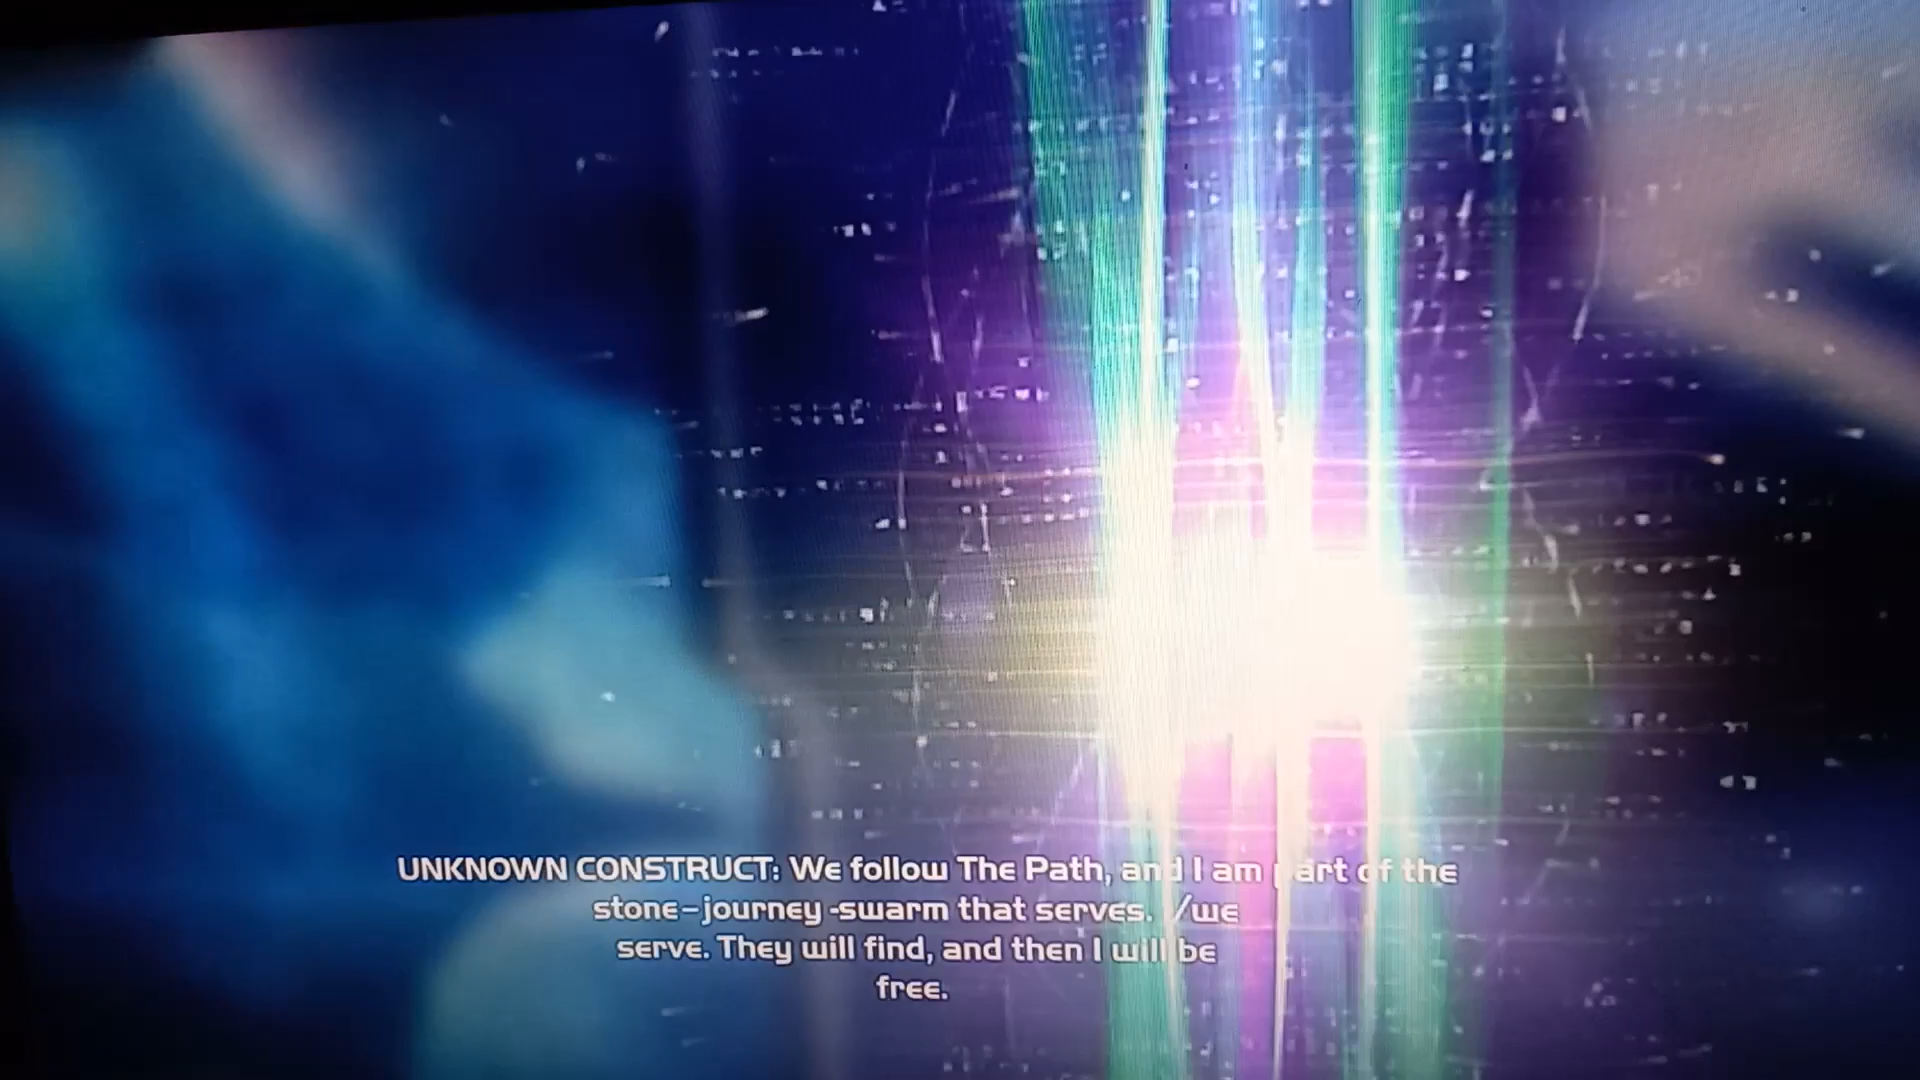 UNKNOWN CONSTRUCT: We follow The Path, and I am part of the
stone-journey-swarm that serves. /we
serve. They will find, and then I will be
free.